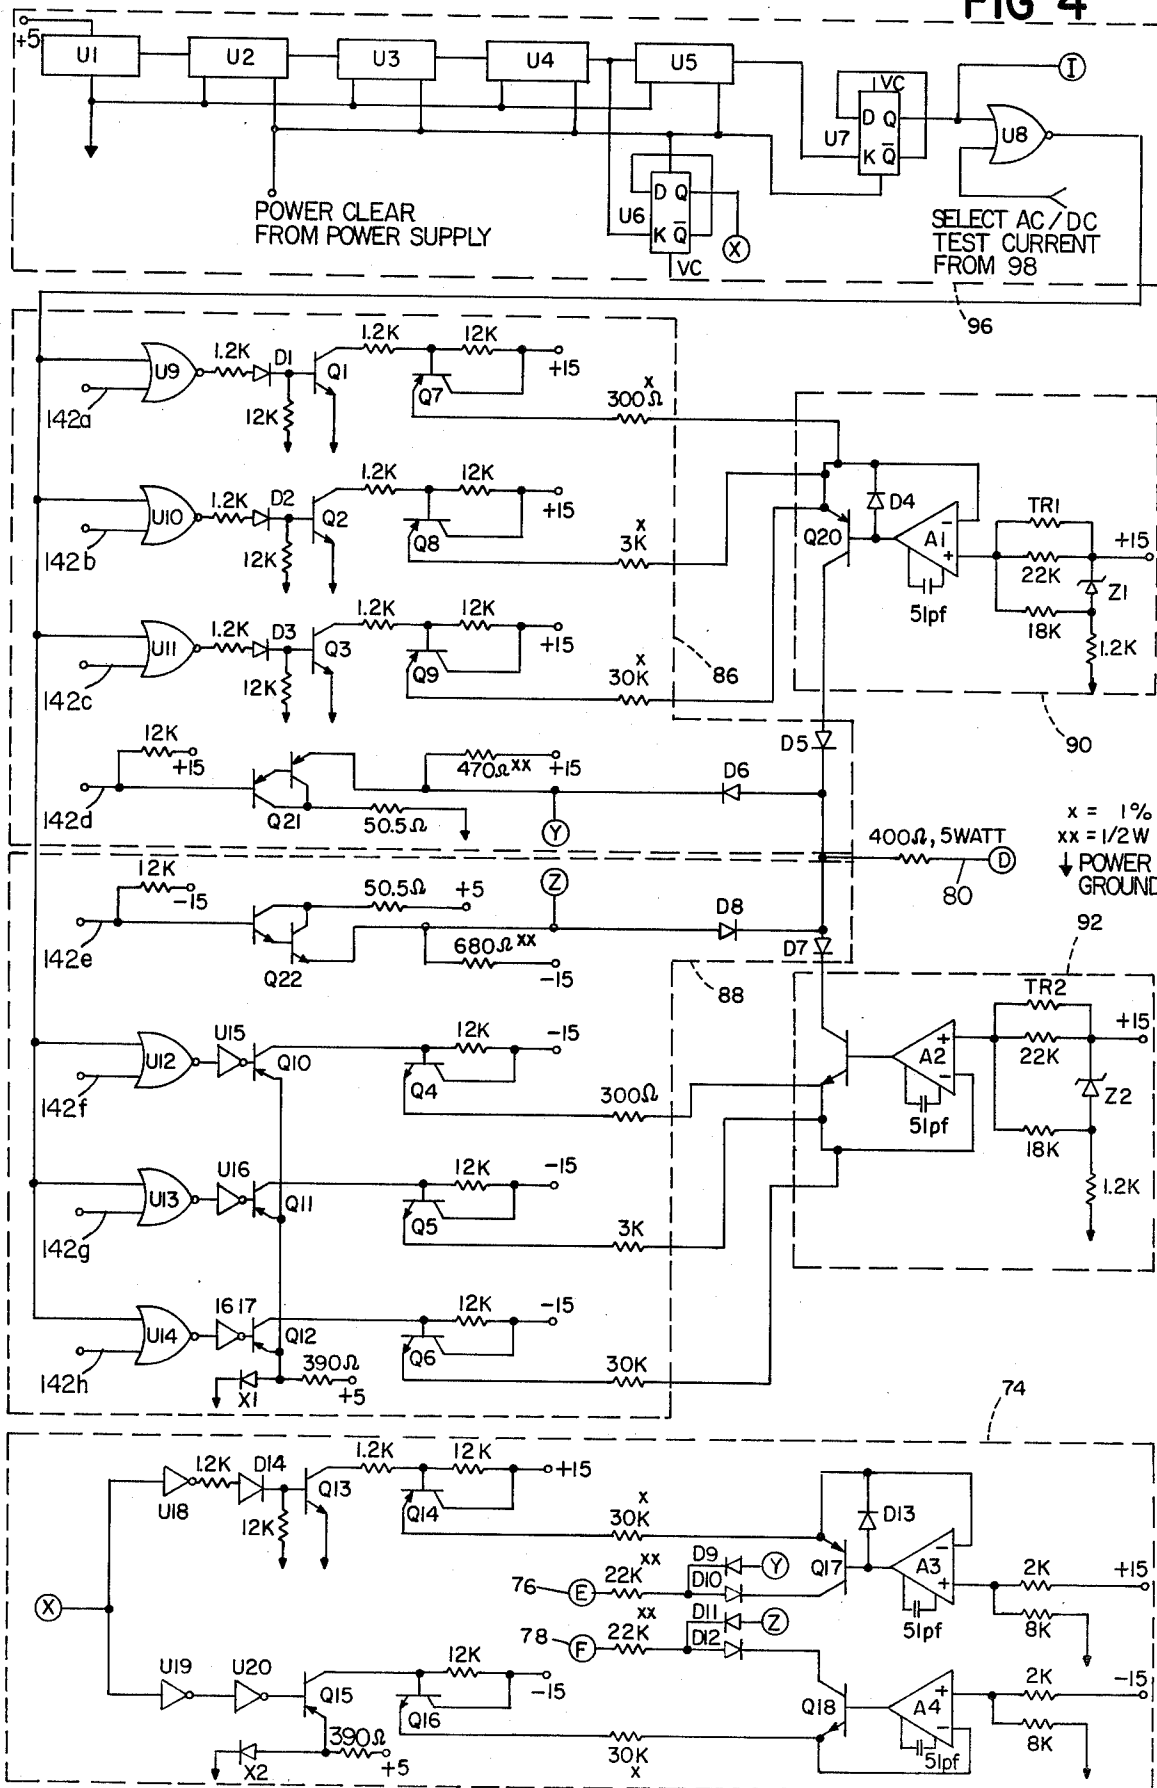 FIG 4
+5
U1
U2
U3
U4
U5
VC
D Q
K Q̅
U7
U8
I
U6
D Q
K Q̅
X
VC
POWER CLEAR
FROM POWER SUPPLY
SELECT AC/DC
TEST CURRENT
FROM 98
96
U9
1.2K
D1
12K
Q1
1.2K
12K
+15
Q7
142a
x
300Ω
U10
1.2K
D2
12K
Q2
1.2K
12K
+15
Q8
142b
x
3K
D4
Q20
A1
51pf
TR1
22K
18K
+15
Z1
1.2K
U11
1.2K
D3
12K
Q3
1.2K
12K
+15
Q9
142c
x
30K
86
90
12K
+15
142d
Q21
470Ω xx
+15
50.5Ω
Y
D6
D5
400Ω, 5WATT
80
D
x = 1%
xx = 1/2 W
POWER
GROUND
12K
-15
142e
Q22
50.5Ω
+5
Z
680Ω xx
-15
D8
D7
88
92
U12
U15
Q10
12K
-15
Q4
142f
300Ω
A2
51pf
TR2
22K
18K
+15
Z2
1.2K
U13
U16
Q11
12K
-15
Q5
142g
3K
U14
1617
Q12
12K
-15
Q6
142h
X1
390Ω
+5
30K
74
X
U18
1.2K
D14
12K
Q13
1.2K
12K
+15
Q14
x
30K
D13
Q17
A3
51pf
2K
+15
8K
76
E
xx
22K
D9
D10
Y
78
F
xx
22K
D11
D12
Z
U19
U20
Q15
12K
-15
Q16
X2
390Ω
+5
30K
x
Q18
A4
51pf
2K
-15
8K